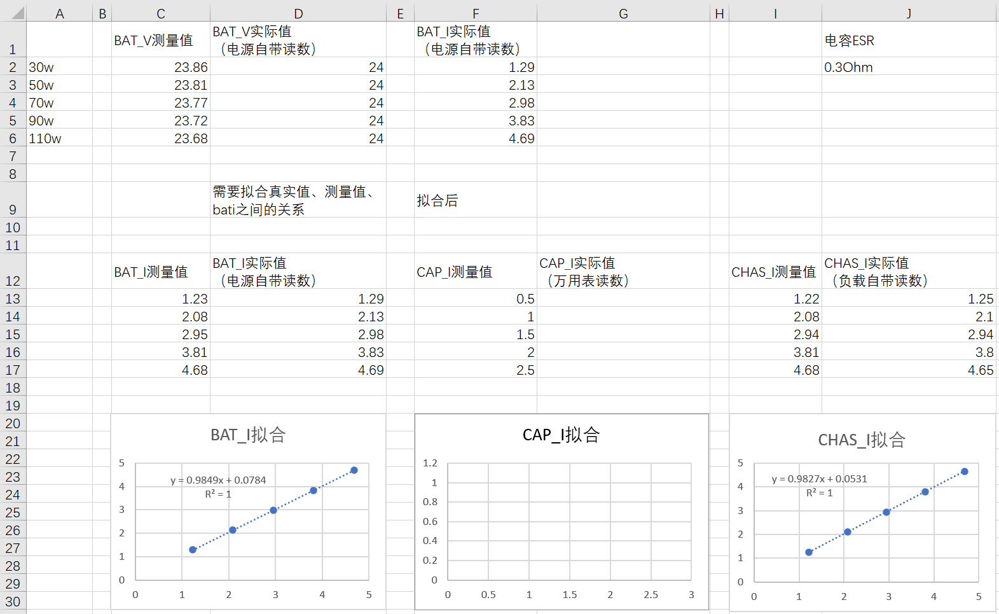 A B C D E F G H I J
1 BAT_V测量值 BAT_V实际值 BAT_I实际值 电容ESR
（电源自带读数） （电源自带读数）
2 30w 23.86 24 1.29 0.3Ohm
3 50w 23.81 24 2.13
4 70w 23.77 24 2.98
5 90w 23.72 24 3.83
6 110w 23.68 24 4.69
7
8
9 需要拟合真实值、测量值、 拟合后
bati之间的关系
10
11
12 BAT_I测量值 BAT_I实际值 CAP_I测量值 CAP_I实际值 CHAS_I测量值 CHAS_I实际值
（电源自带读数） （万用表读数） （负载自带读数）
13 1.23 1.29 0.5 1.22 1.25
14 2.08 2.13 1 2.08 2.1
15 2.95 2.98 1.5 2.94 2.94
16 3.81 3.83 2 3.81 3.8
17 4.68 4.69 2.5 4.68 4.65
18
19
20
21
22
23
24
25
26
27
28
29
30
BAT_I拟合
y = 0.9849x + 0.0784
R² = 1
5
4
3
2
1
0
0 1 2 3 4 5
CAP_I拟合
1.2
1
0.8
0.6
0.4
0.2
0
0 0.5 1 1.5 2 2.5 3
CHAS_I拟合
y = 0.9827x + 0.0531
R² = 1
5
4
3
2
1
0
0 1 2 3 4 5